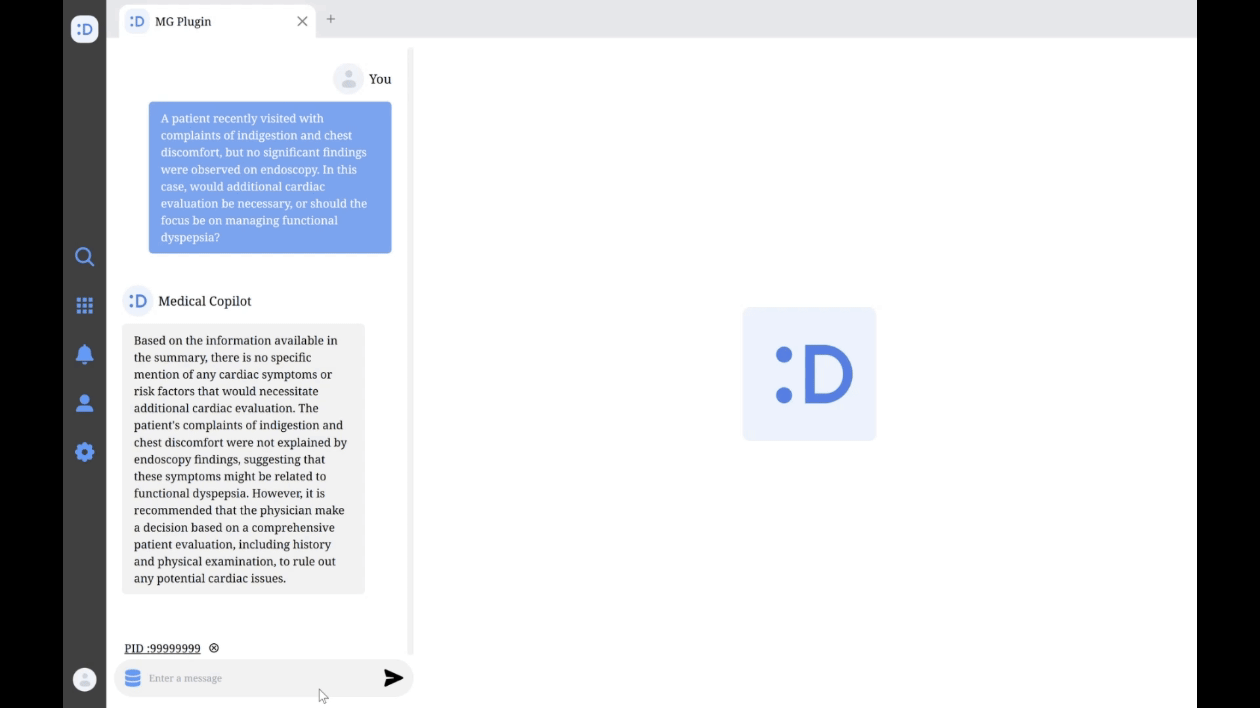 :D
:D MG Plugin
You
A patient recently visited with
complaints of indigestion and chest
discomfort, but no significant findings
were observed on endoscopy. In this
case, would additional cardiac
evaluation be necessary, or should the
focus be on managing functional
dyspepsia?
:D Medical Copilot
Based on the information available in
the summary, there is no specific
mention of any cardiac symptoms or
risk factors that would necessitate
additional cardiac evaluation. The
patient's complaints of indigestion and
chest discomfort were not explained by
endoscopy findings, suggesting that
these symptoms might be related to
functional dyspepsia. However, it is
recommended that the physician make
a decision based on a comprehensive
patient evaluation, including history
and physical examination, to rule out
any potential cardiac issues.
PID :99999999
Enter a message
:D